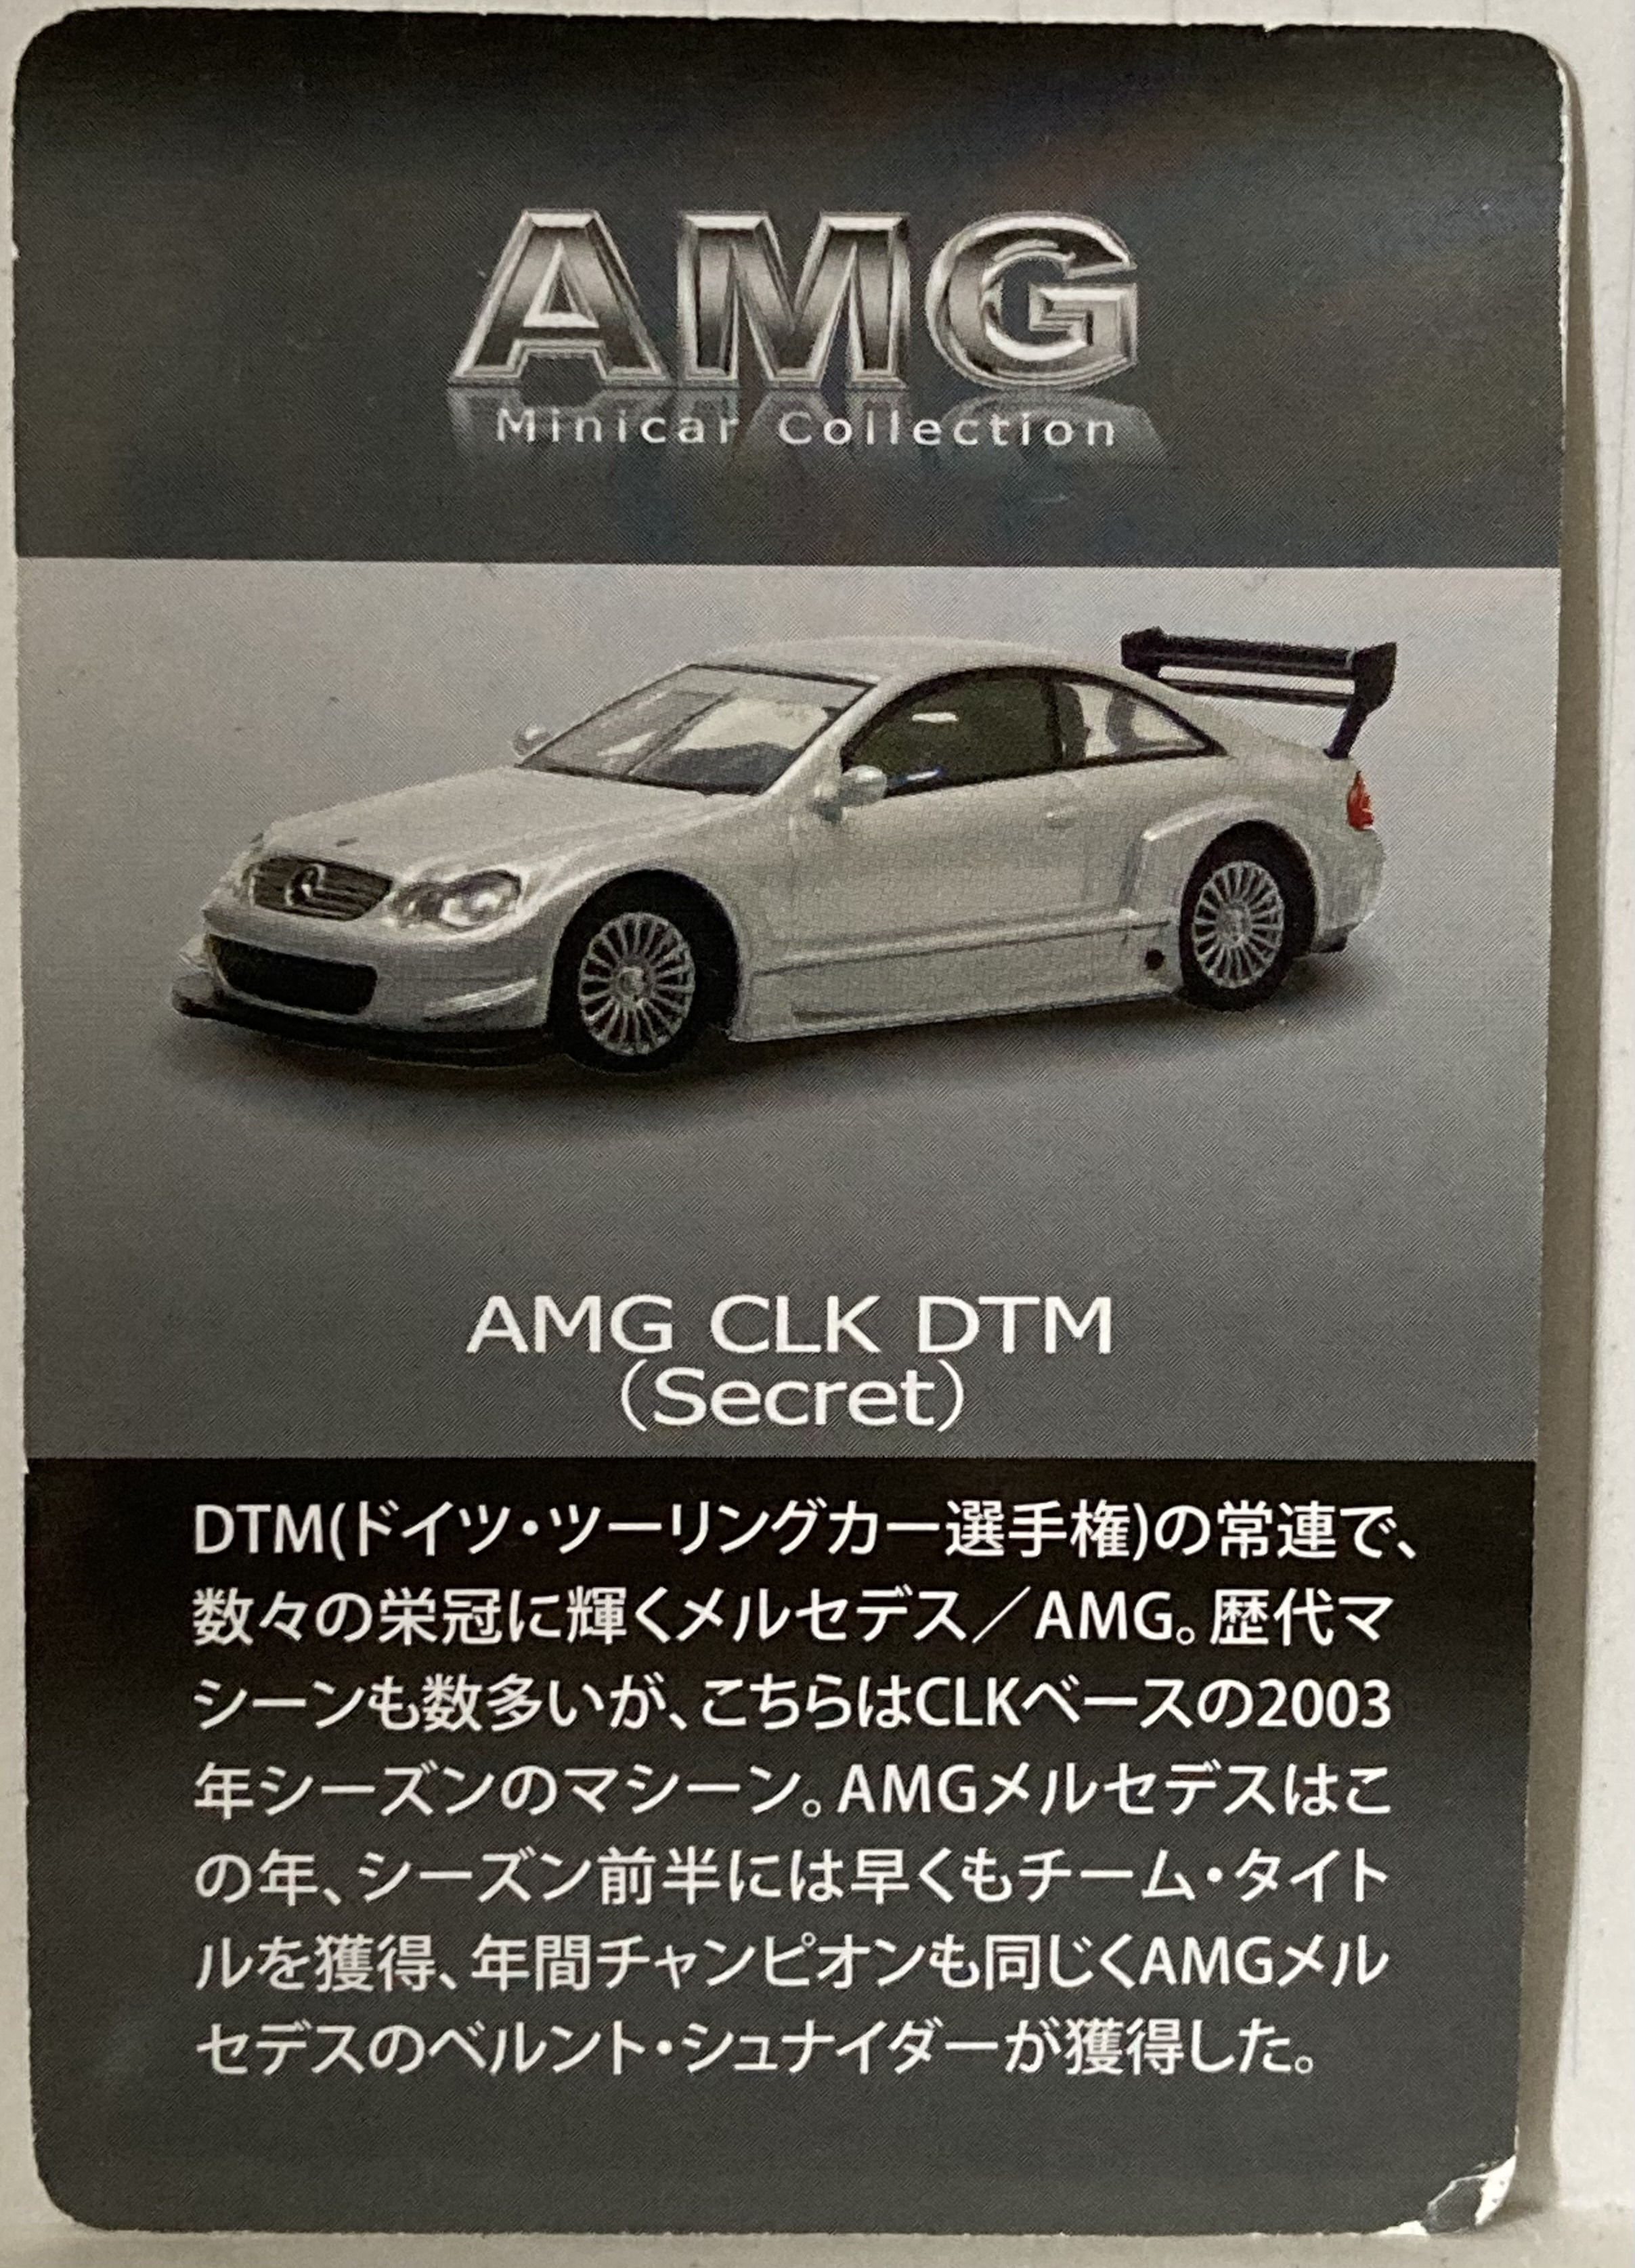 AMG
Minicar Collection
AMG CLK DTM
（Secret）
DTM(ドイツ・ツーリングカー選手権)の常連で、
数々の栄冠に輝くメルセデス／AMG。歴代マ
シーンも数多いが、こちらはCLKベースの2003
年シーズンのマシーン。AMGメルセデスはこ
の年、シーズン前半には早くもチーム・タイト
ルを獲得、年間チャンピオンも同じくAMGメル
セデスのベルント・シュナイダーが獲得した。